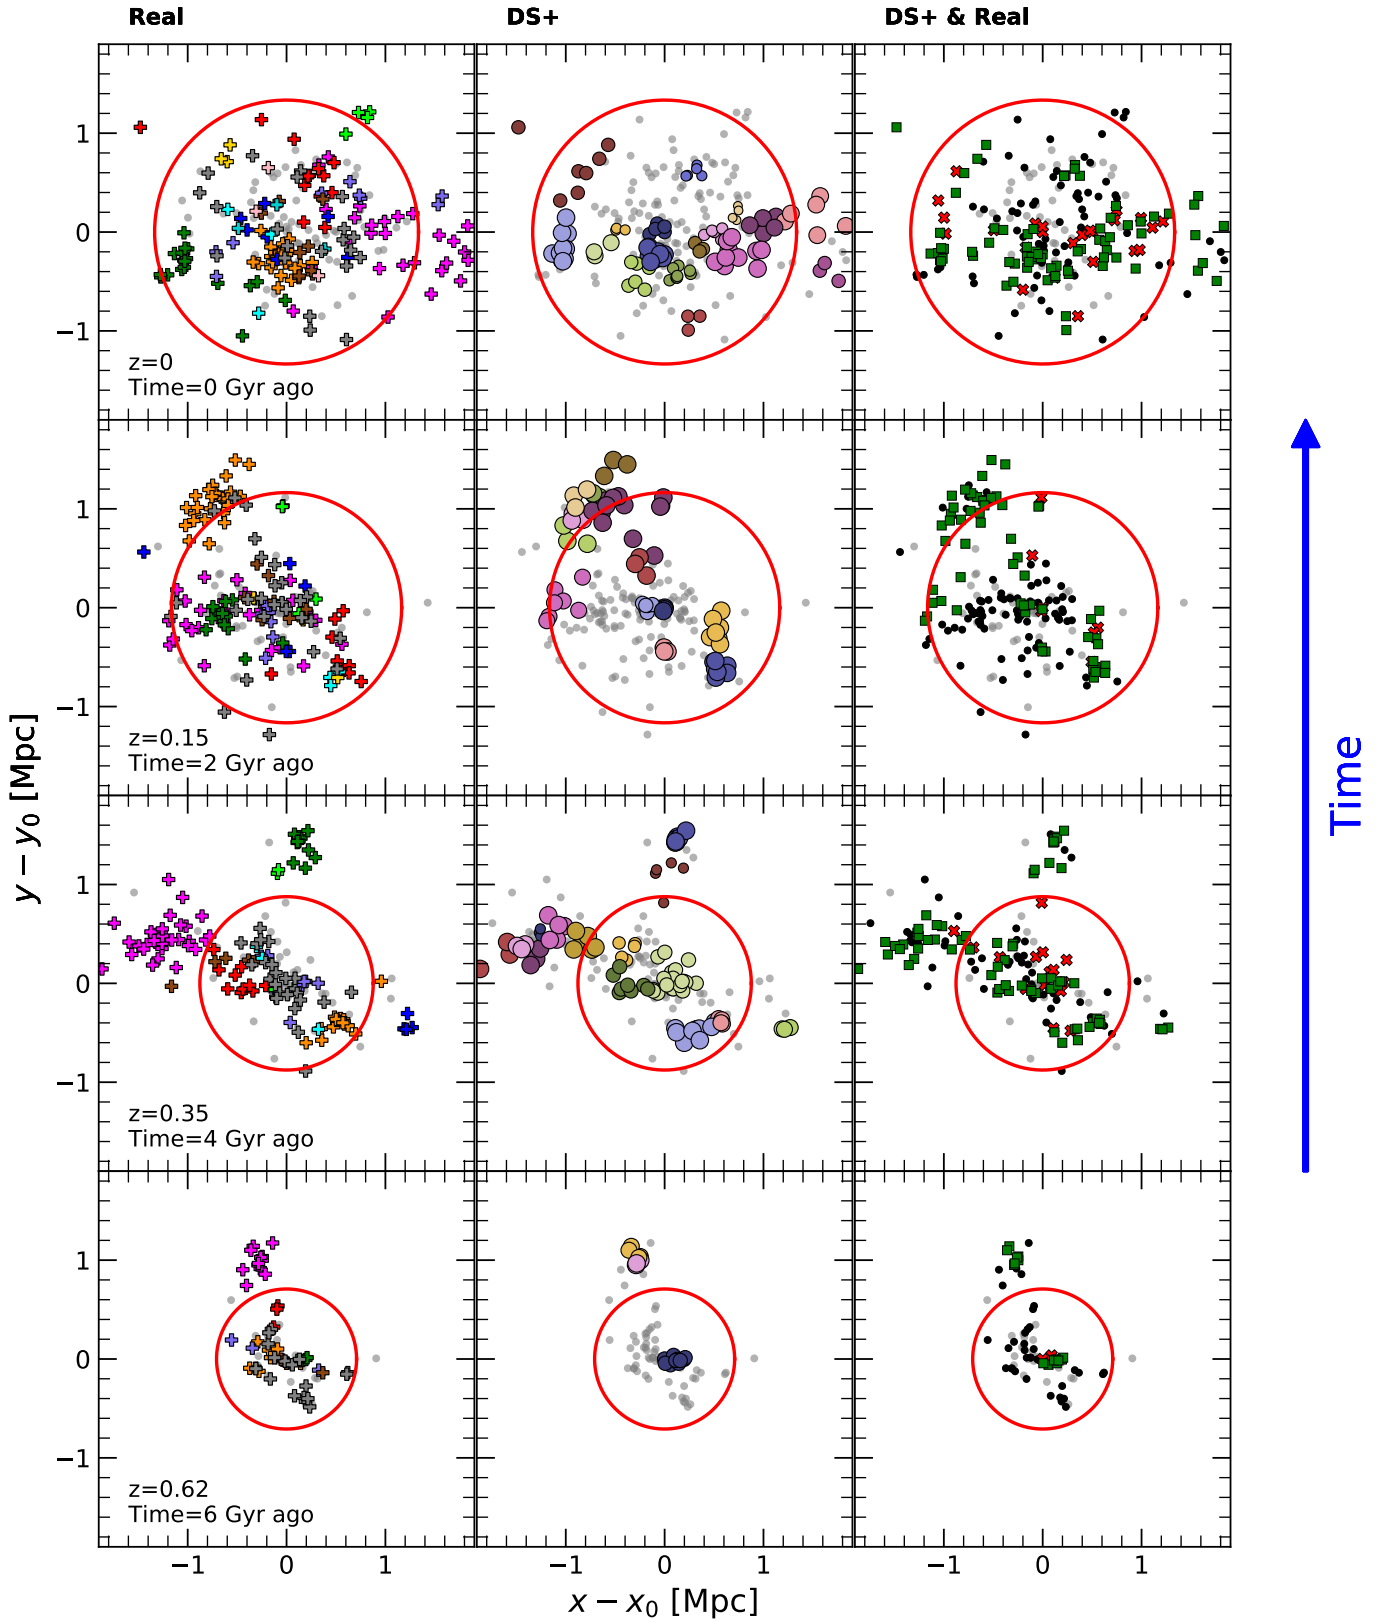 Real DS+ DS+ & Real
1
0
−1
z=0
Time=0 Gyr ago
1
0
−1
z=0.15
Time=2 Gyr ago
1
0
−1
z=0.35
Time=4 Gyr ago
1
0
−1
z=0.62
Time=6 Gyr ago
−1 0 1 −1 0 1 −1 0 1
x − x₀ [Mpc]
y − y₀ [Mpc]
Time